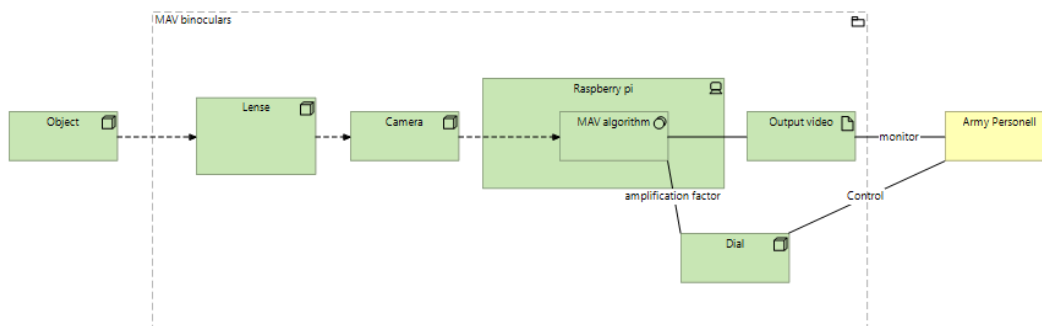 MAV binoculars
Raspberry pi
Object
Lense
Camera
MAV algorithm
Output video
Army Personell
monitor
amplification factor
Control
Dial